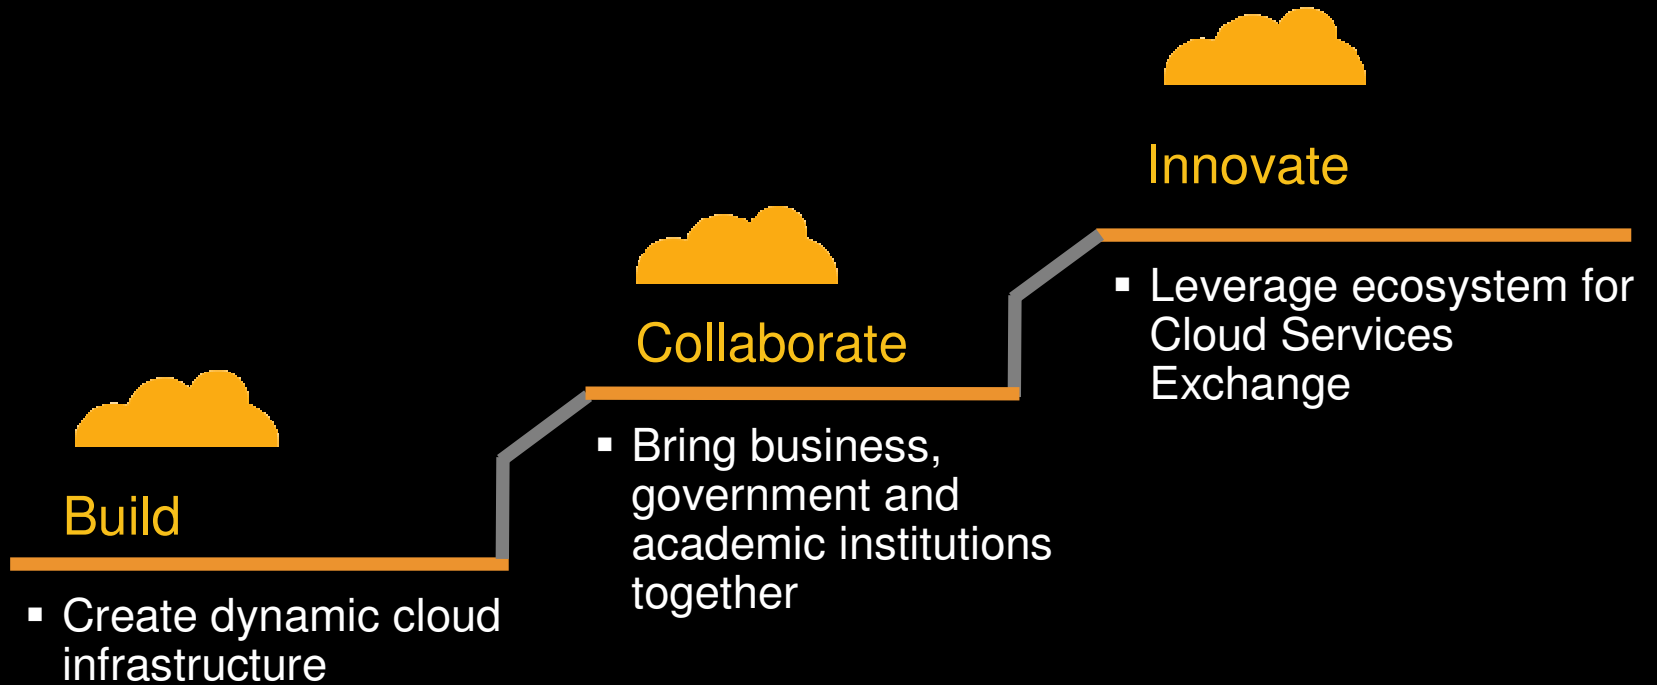 Innovate
▪ Leverage ecosystem for
Cloud Services
Exchange
Collaborate
▪ Bring business,
government and
academic institutions
together
Build
▪ Create dynamic cloud
infrastructure